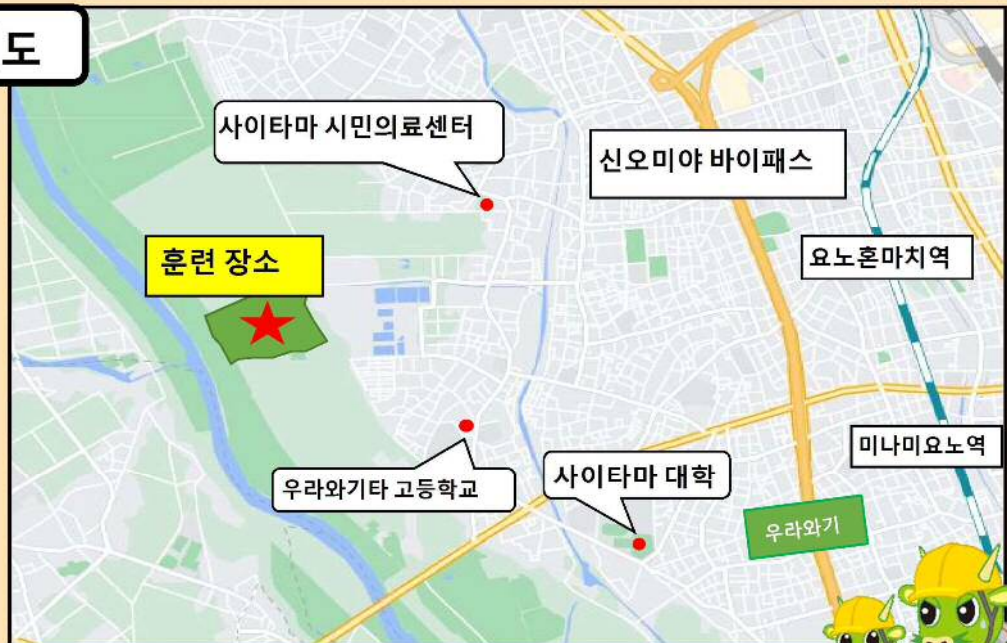 도
사이타마 시민의료센터
신오미야 바이패스
훈련 장소
요노혼마치역
미나미요노역
우라와기타 고등학교
사이타마 대학
우라와기